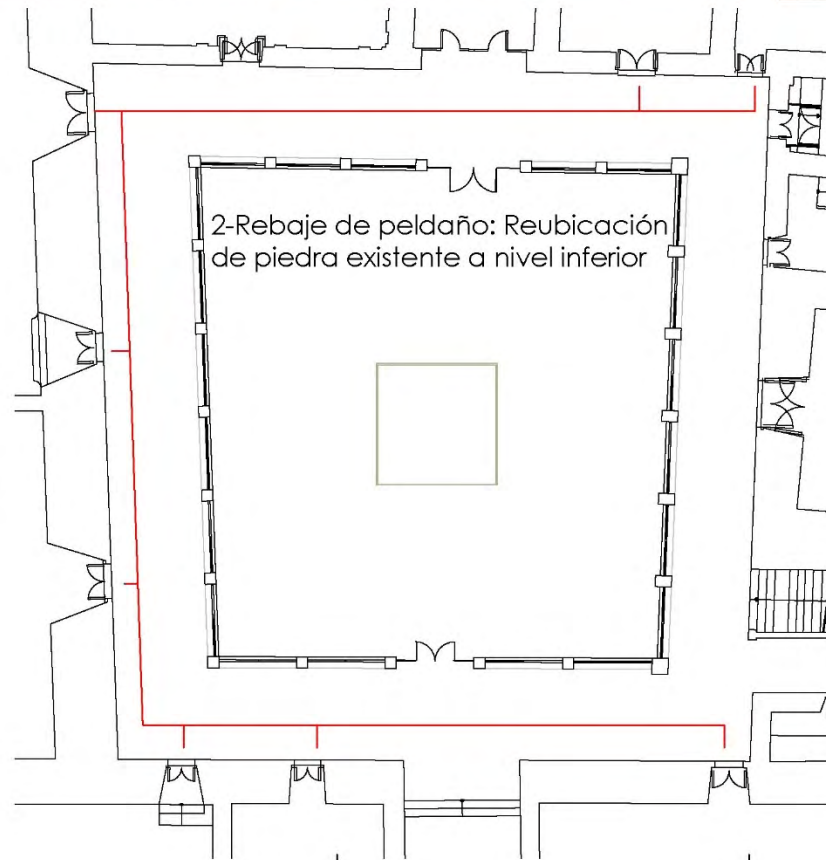 2-Rebaje de peldaño: Reubicación
de piedra existente a nivel inferior